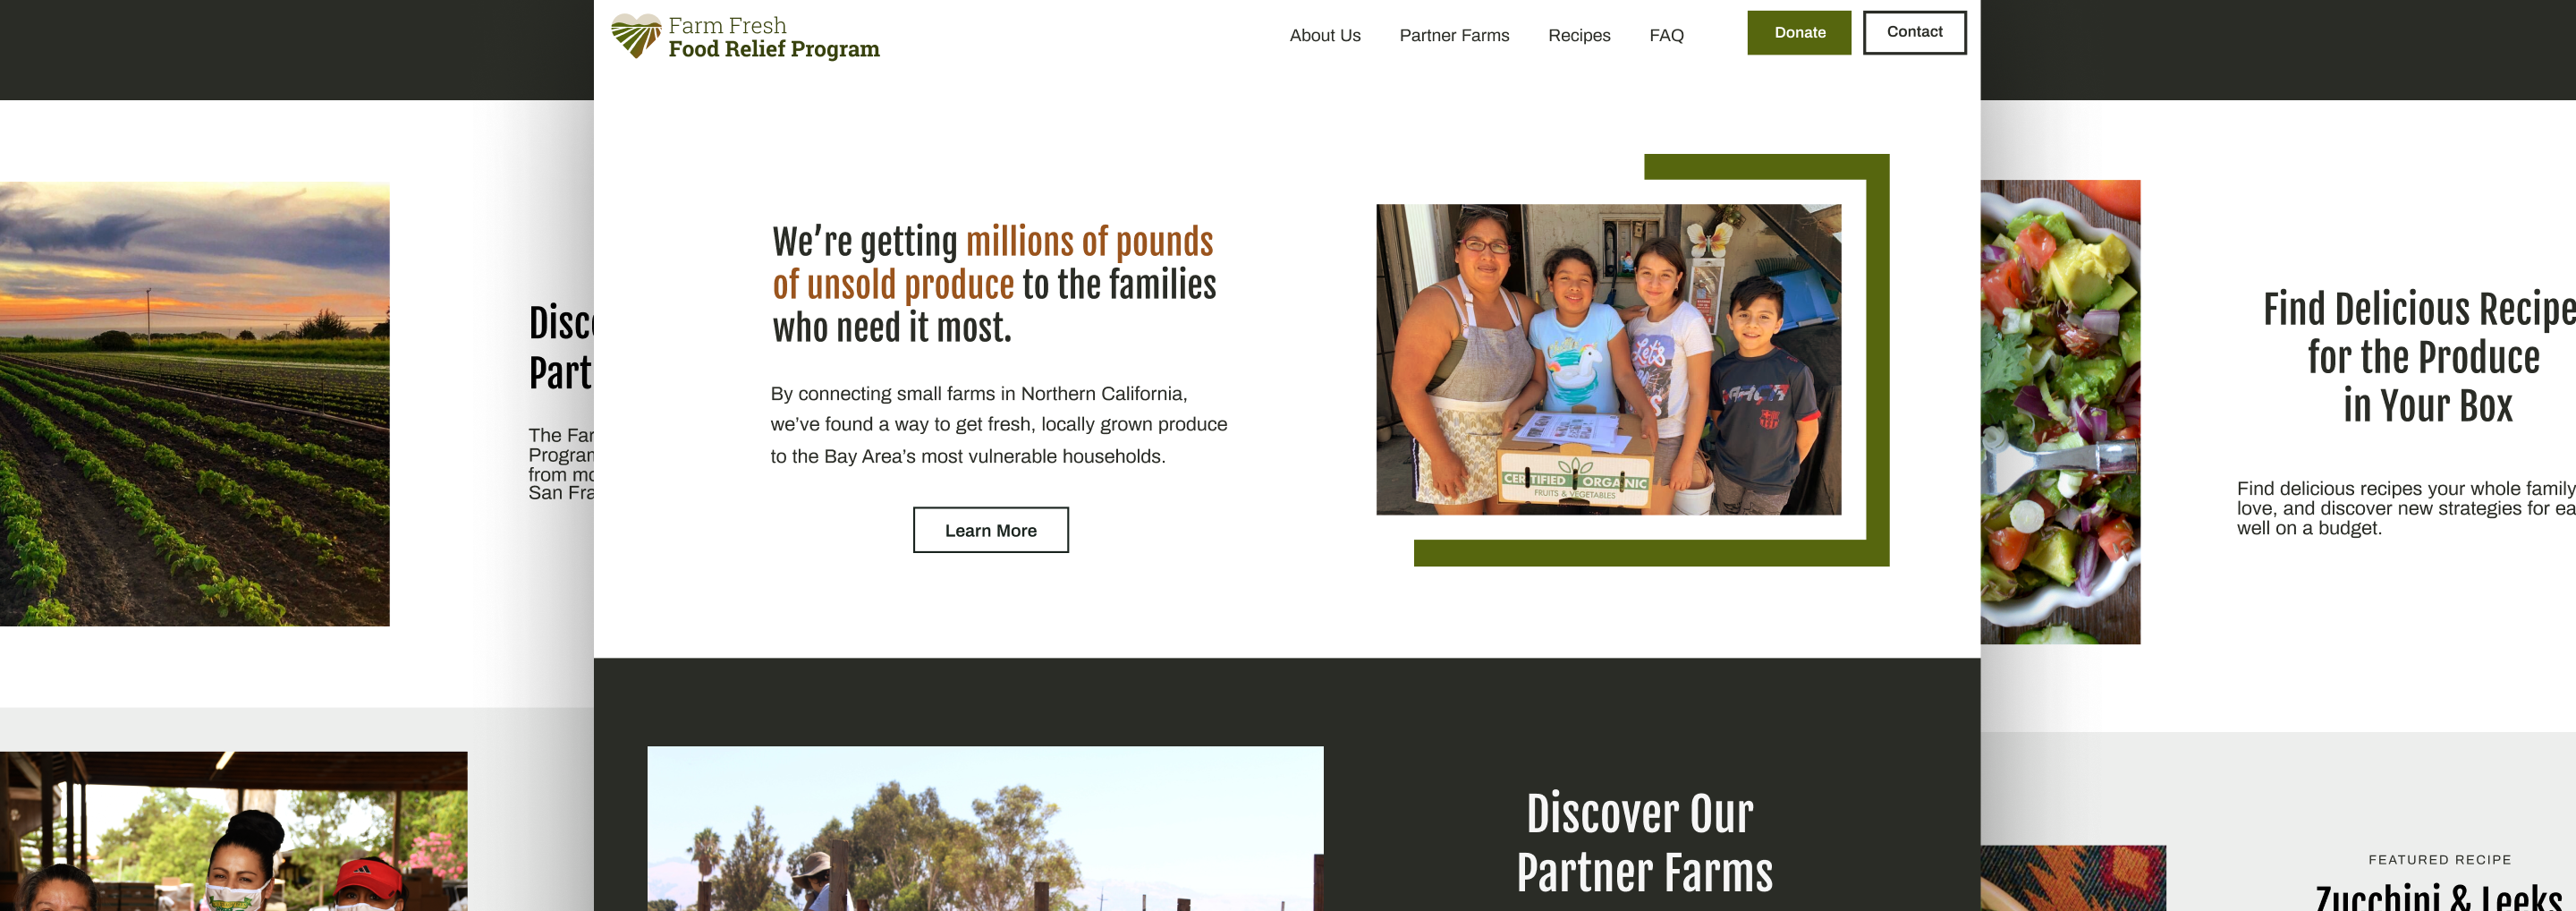 Farm Fresh
Food Relief Program
About Us
Partner Farms
Recipes
FAQ
Donate
Contact
We’re getting millions of pounds
of unsold produce to the families
who need it most.
By connecting small farms in Northern California,
we’ve found a way to get fresh, locally grown produce
to the Bay Area’s most vulnerable households.
Learn More
CERTIFIED ORGANIC
FRUITS & VEGETABLES
Let's
Discover Our
Partner Farms
Disc
Part
The Far
Program
from mo
San Fra
Find Delicious Recipe
for the Produce
in Your Box
Find delicious recipes your whole family
love, and discover new strategies for ea
well on a budget.
FEATURED RECIPE
Zucchini & Leeks